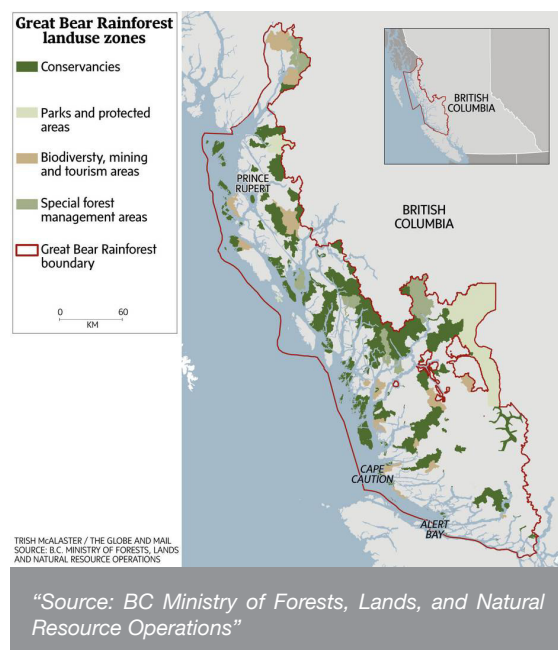 Great Bear Rainforest
landuse zones
Conservancies
Parks and protected
areas
Biodiversty, mining
and tourism areas
Special forest
management areas
Great Bear Rainforest
boundary
0 60
KM
BRITISH
COLUMBIA
PRINCE
RUPERT
BRITISH
COLUMBIA
CAPE
CAUTION
ALERT
BAY
TRISH McALASTER / THE GLOBE AND MAIL
SOURCE: B.C. MINISTRY OF FORESTS, LANDS
AND NATURAL RESOURCE OPERATIONS
“Source: BC Ministry of Forests, Lands, and Natural
Resource Operations”